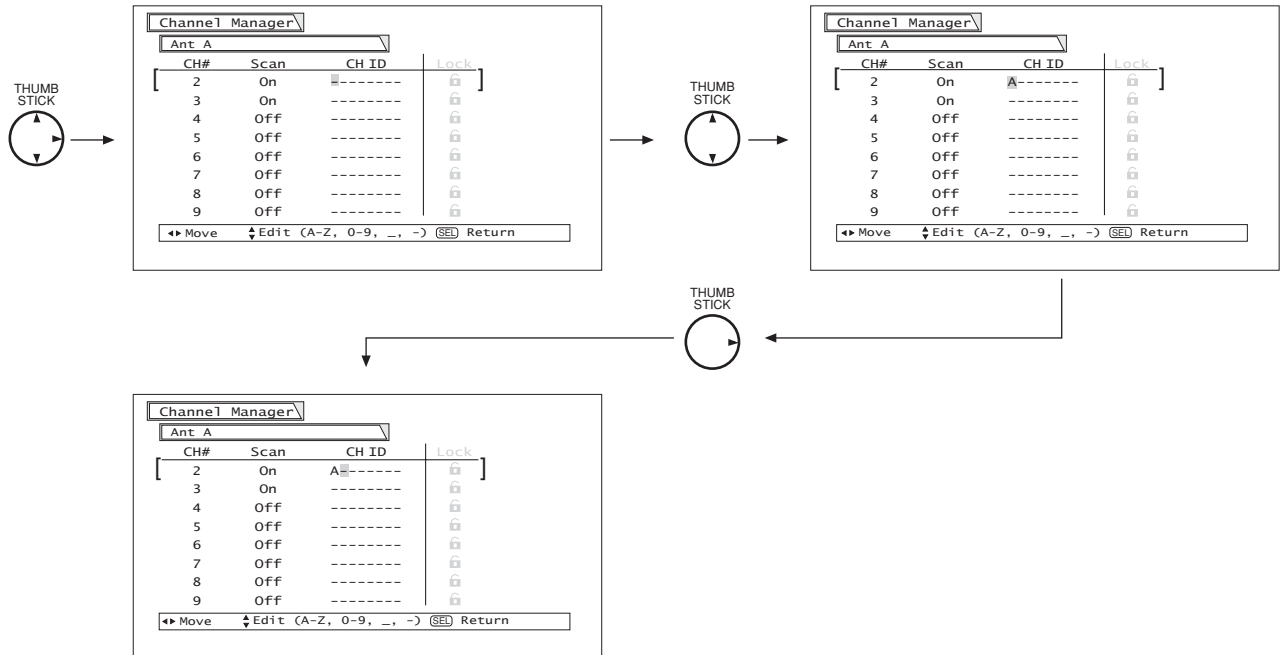 THUMB
STICK
Channel Manager
Ant A
CH# Scan CH ID Lock
2 On --------
3 On --------
4 Off --------
5 Off --------
6 Off --------
7 Off --------
8 Off --------
9 Off --------
Move Edit (A-Z, 0-9, _, -) SEL Return
THUMB
STICK
Channel Manager
Ant A
CH# Scan CH ID Lock
2 On A-------
3 On --------
4 Off --------
5 Off --------
6 Off --------
7 Off --------
8 Off --------
9 Off --------
Move Edit (A-Z, 0-9, _, -) SEL Return
THUMB
STICK
Channel Manager
Ant A
CH# Scan CH ID Lock
2 On A-------
3 On --------
4 Off --------
5 Off --------
6 Off --------
7 Off --------
8 Off --------
9 Off --------
Move Edit (A-Z, 0-9, _, -) SEL Return